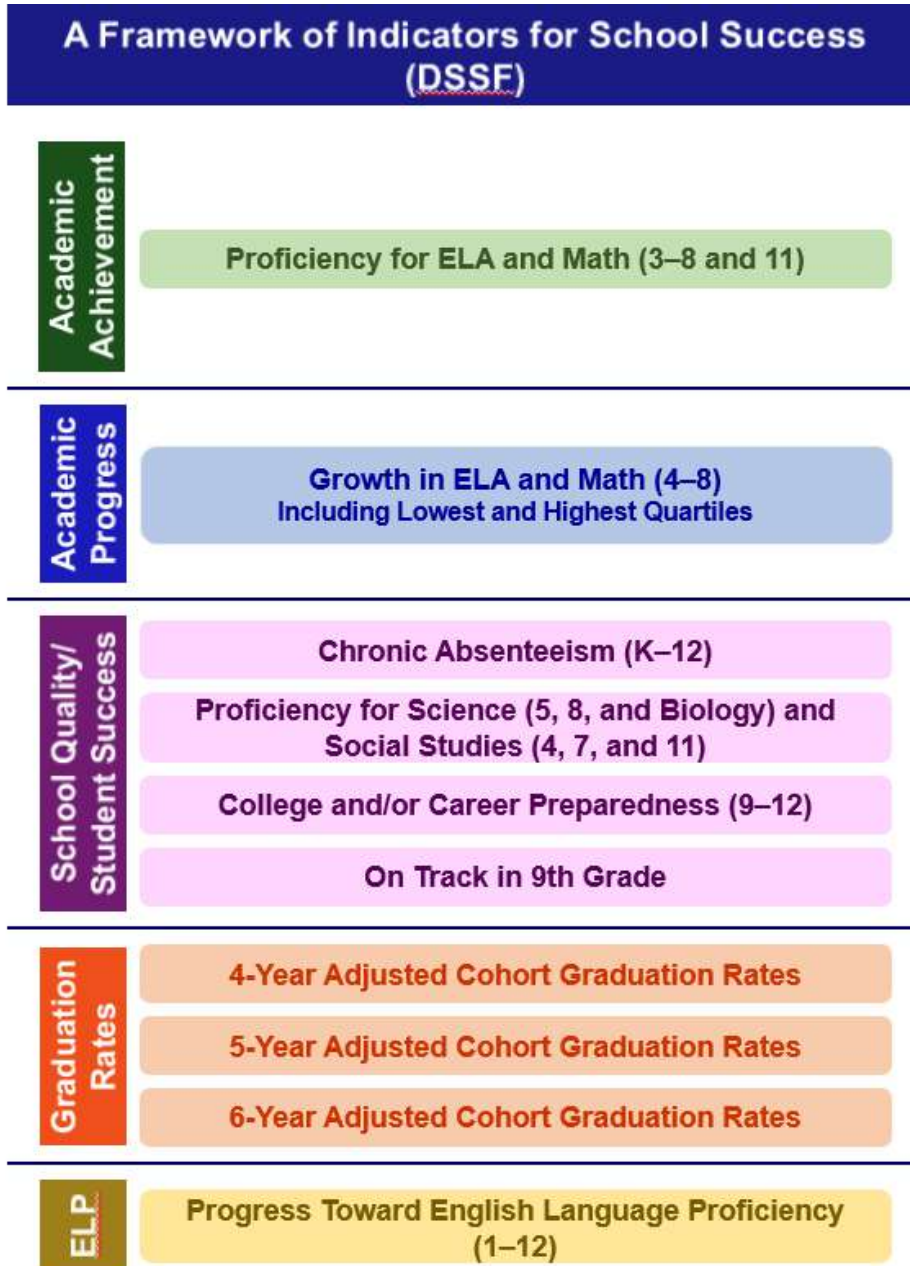 A Framework of Indicators for School Success
(DSSF)
Academic
Achievement
Proficiency for ELA and Math (3–8 and 11)
Academic
Progress
Growth in ELA and Math (4–8)
Including Lowest and Highest Quartiles
School Quality/
Student Success
Chronic Absenteeism (K–12)
Proficiency for Science (5, 8, and Biology) and
Social Studies (4, 7, and 11)
College and/or Career Preparedness (9–12)
On Track in 9th Grade
Graduation
Rates
4-Year Adjusted Cohort Graduation Rates
5-Year Adjusted Cohort Graduation Rates
6-Year Adjusted Cohort Graduation Rates
ELP
Progress Toward English Language Proficiency
(1–12)